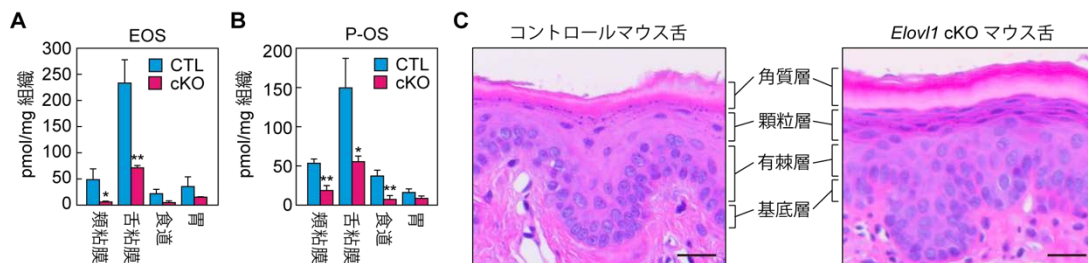 A
EOS
pmol/mg 組織
300
250
200
150
100
50
0
CTL
cKO
*
**
頬粘膜
舌粘膜
食道
胃
B
P-OS
pmol/mg 組織
200
150
100
50
0
CTL
cKO
**
*
**
頬粘膜
舌粘膜
食道
胃
C
コントロールマウス舌
Elovl1 cKO マウス舌
角質層
顆粒層
有棘層
基底層